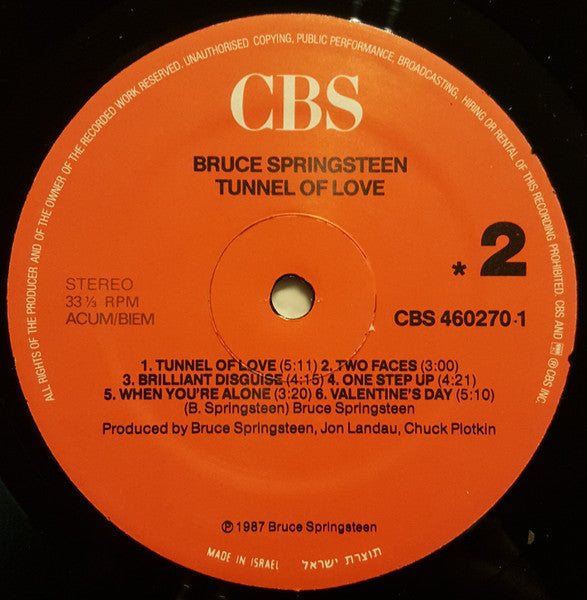 ALL RIGHTS OF THE PRODUCER AND OF THE OWNER OF THE RECORDED WORK RESERVED. UNAUTHORISED COPYING, PUBLIC PERFORMANCE, BROADCASTING, HIRING OR RENTAL OF THIS RECORDING PROHIBITED. CBS AND ℗ CBS INC.
CBS
BRUCE SPRINGSTEEN
TUNNEL OF LOVE
* 2
STEREO
33 ⅓ RPM
ACUM/BIEM
CBS 460270·1
1. TUNNEL OF LOVE (5:11) 2. TWO FACES (3:00)
3. BRILLIANT DISGUISE (4:15) 4. ONE STEP UP (4:21)
5. WHEN YOU'RE ALONE (3:20) 6. VALENTINE'S DAY (5:10)
(B. Springsteen) Bruce Springsteen
Produced by Bruce Springsteen, Jon Landau, Chuck Plotkin
℗ 1987 Bruce Springsteen
MADE IN ISRAEL תוצרת ישראל